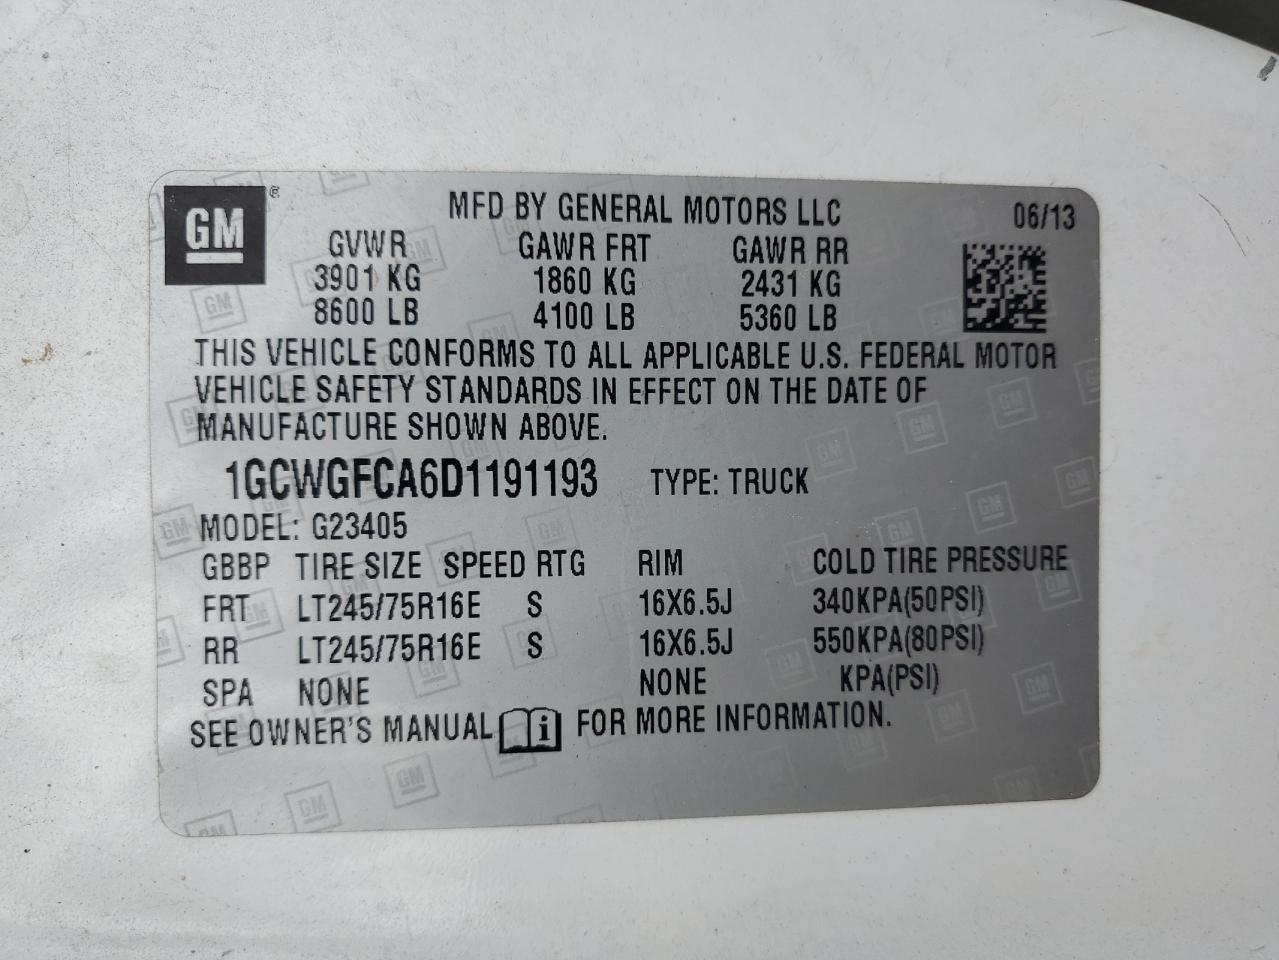 GM ®
MFD BY GENERAL MOTORS LLC 06/13
GVWR GAWR FRT GAWR RR
3901 KG 1860 KG 2431 KG
8600 LB 4100 LB 5360 LB
THIS VEHICLE CONFORMS TO ALL APPLICABLE U.S. FEDERAL MOTOR
VEHICLE SAFETY STANDARDS IN EFFECT ON THE DATE OF
MANUFACTURE SHOWN ABOVE.
1GCWGFCA6D1191193 TYPE: TRUCK
MODEL: G23405
GBBP TIRE SIZE SPEED RTG RIM COLD TIRE PRESSURE
FRT LT245/75R16E S 16X6.5J 340KPA(50PSI)
RR LT245/75R16E S 16X6.5J 550KPA(80PSI)
SPA NONE NONE KPA(PSI)
SEE OWNER'S MANUAL i FOR MORE INFORMATION.